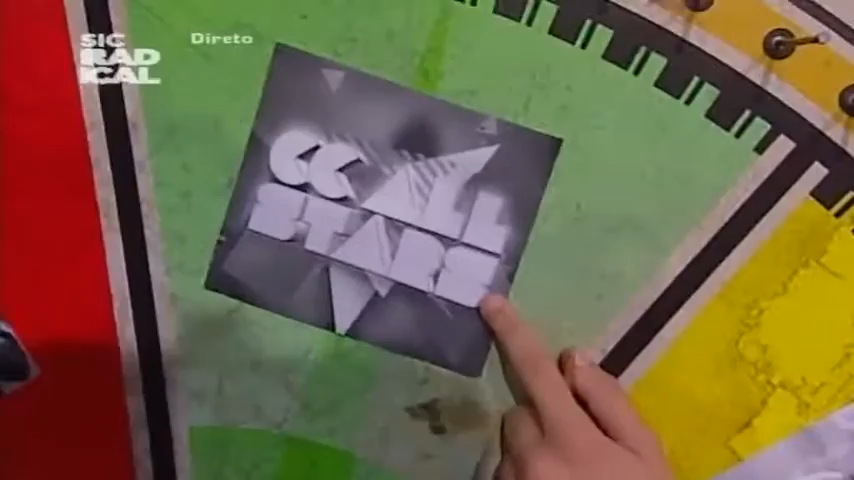 SIC
RAD
ICAL
Direto
CC ALL
STARS